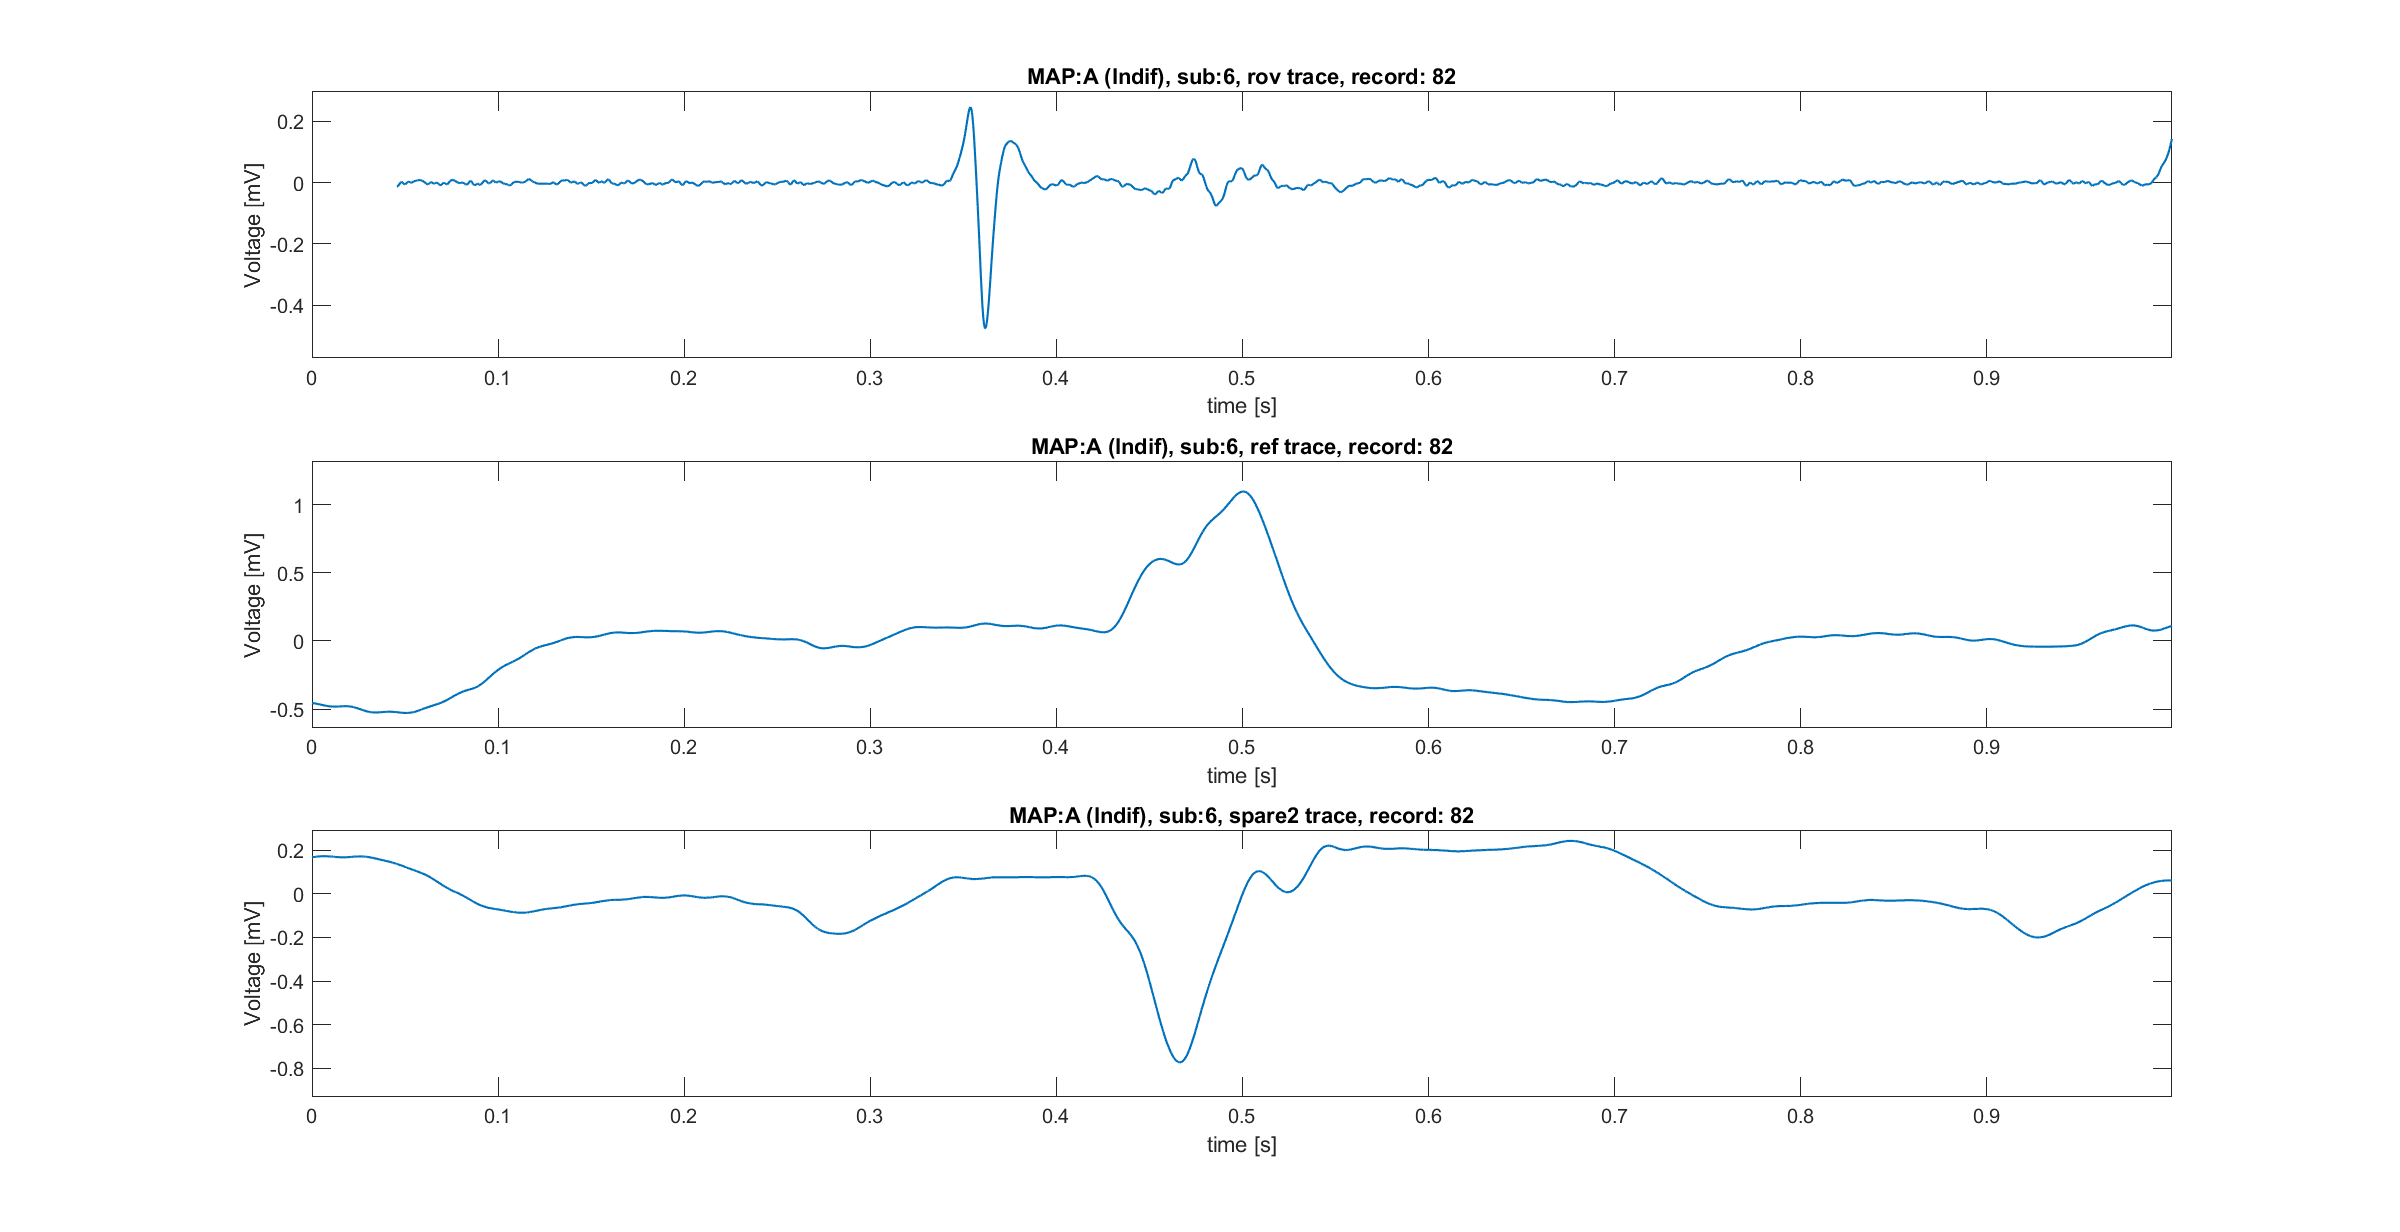 MAP:A (Indif), sub:6, rov trace, record: 82
Voltage [mV]
0.2
0
-0.2
-0.4
0 0.1 0.2 0.3 0.4 0.5 0.6 0.7 0.8 0.9
time [s]
MAP:A (Indif), sub:6, ref trace, record: 82
Voltage [mV]
1
0.5
0
-0.5
0 0.1 0.2 0.3 0.4 0.5 0.6 0.7 0.8 0.9
time [s]
MAP:A (Indif), sub:6, spare2 trace, record: 82
Voltage [mV]
0.2
0
-0.2
-0.4
-0.6
-0.8
0 0.1 0.2 0.3 0.4 0.5 0.6 0.7 0.8 0.9
time [s]